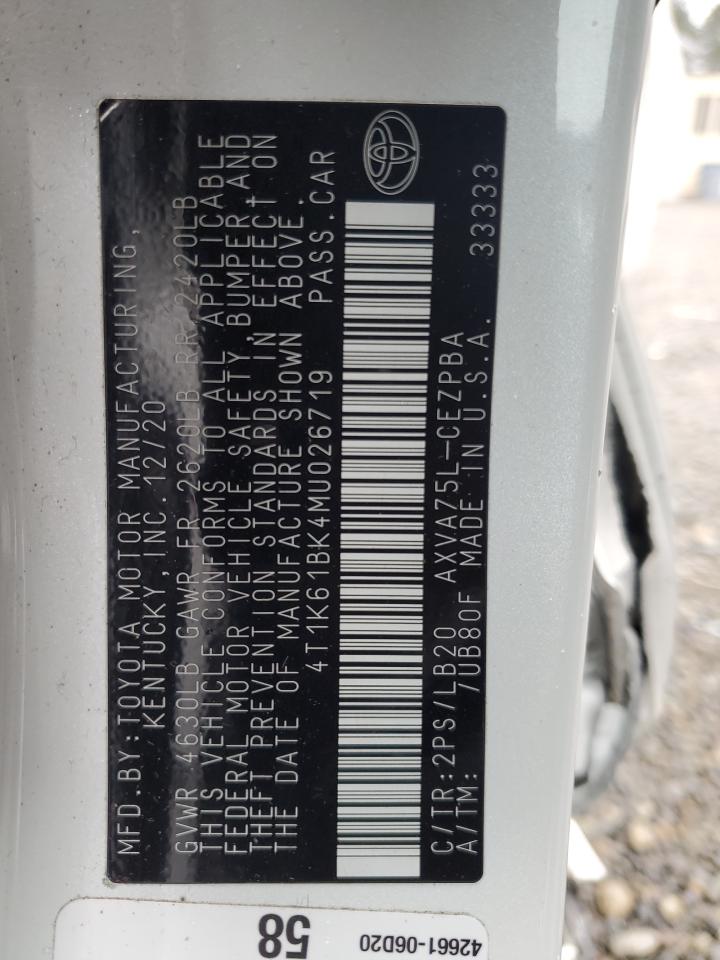 MFD.BY:TOYOTA MOTOR MANUFACTURING,
KENTUCKY, INC. 12/20
GVWR 4630LB GAWR FR 2620LB RR 2420LB
THIS VEHICLE CONFORMS TO ALL APPLICABLE
FEDERAL MOTOR VEHICLE SAFETY, BUMPER, AND
THEFT PREVENTION STANDARDS IN EFFECT ON
THE DATE OF MANUFACTURE SHOWN ABOVE.
4T1K61BK4MU026719 PASS.CAR
C/TR:2PS/LB20 AXVA75L-CEZPBA
A/TM: /UB80F MADE IN U.S.A. 33333
58
42661-06D20